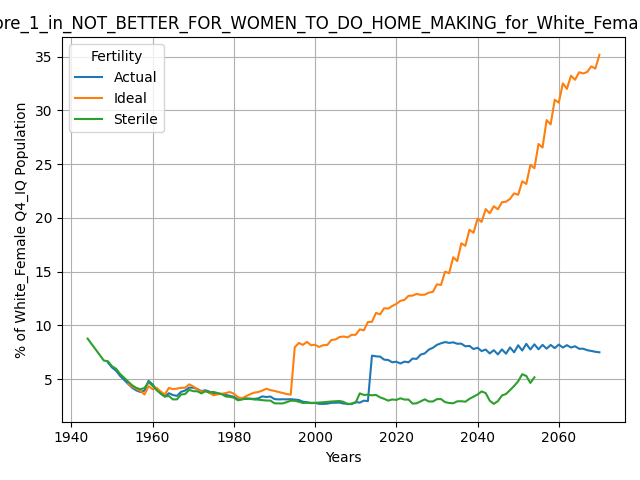 ore_1_in_NOT_BETTER_FOR_WOMEN_TO_DO_HOME_MAKING_for_White_Fema
Fertility
Actual
Ideal
Sterile
% of White_Female Q4_IQ Population
35
30
25
20
15
10
5
1940 1960 1980 2000 2020 2040 2060
Years